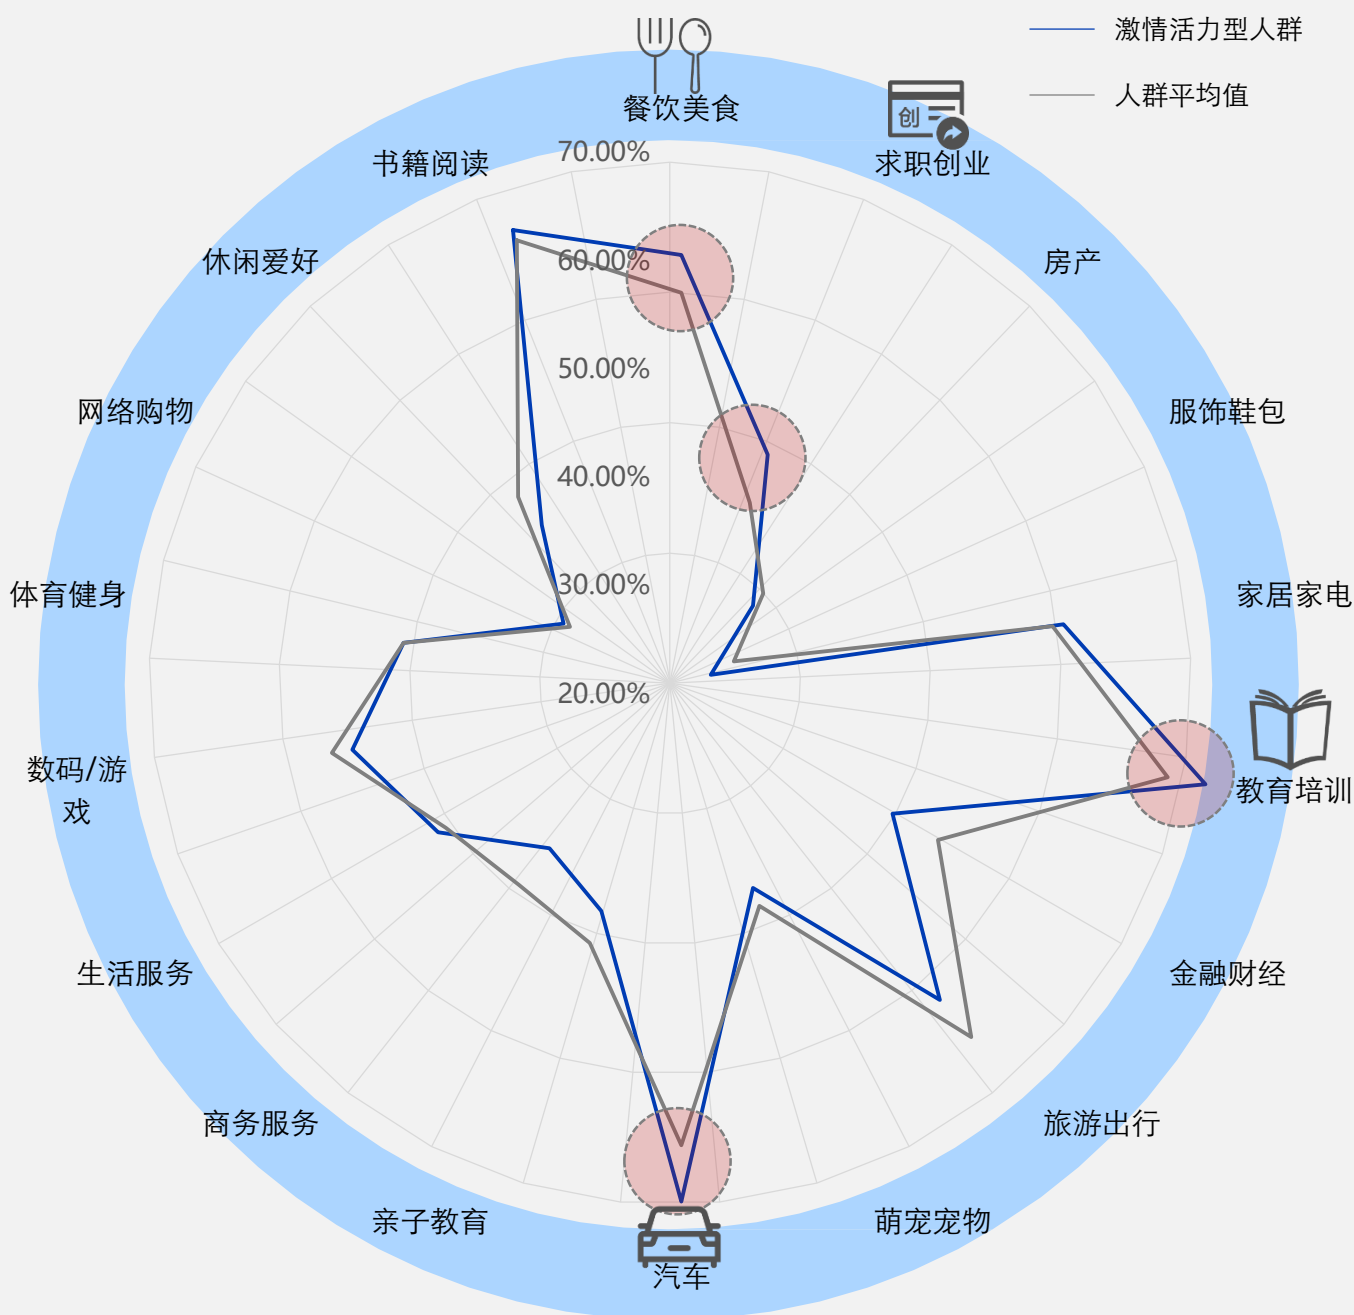 激情活力型人群
人群平均值
餐饮美食
创
求职创业
书籍阅读
70.00%
休闲爱好
60.00%
房产
50.00%
网络购物
服饰鞋包
40.00%
体育健身
30.00%
家居家电
20.00%
数码/游
戏
教育培训
生活服务
金融财经
商务服务
旅游出行
亲子教育
萌宠宠物
汽车